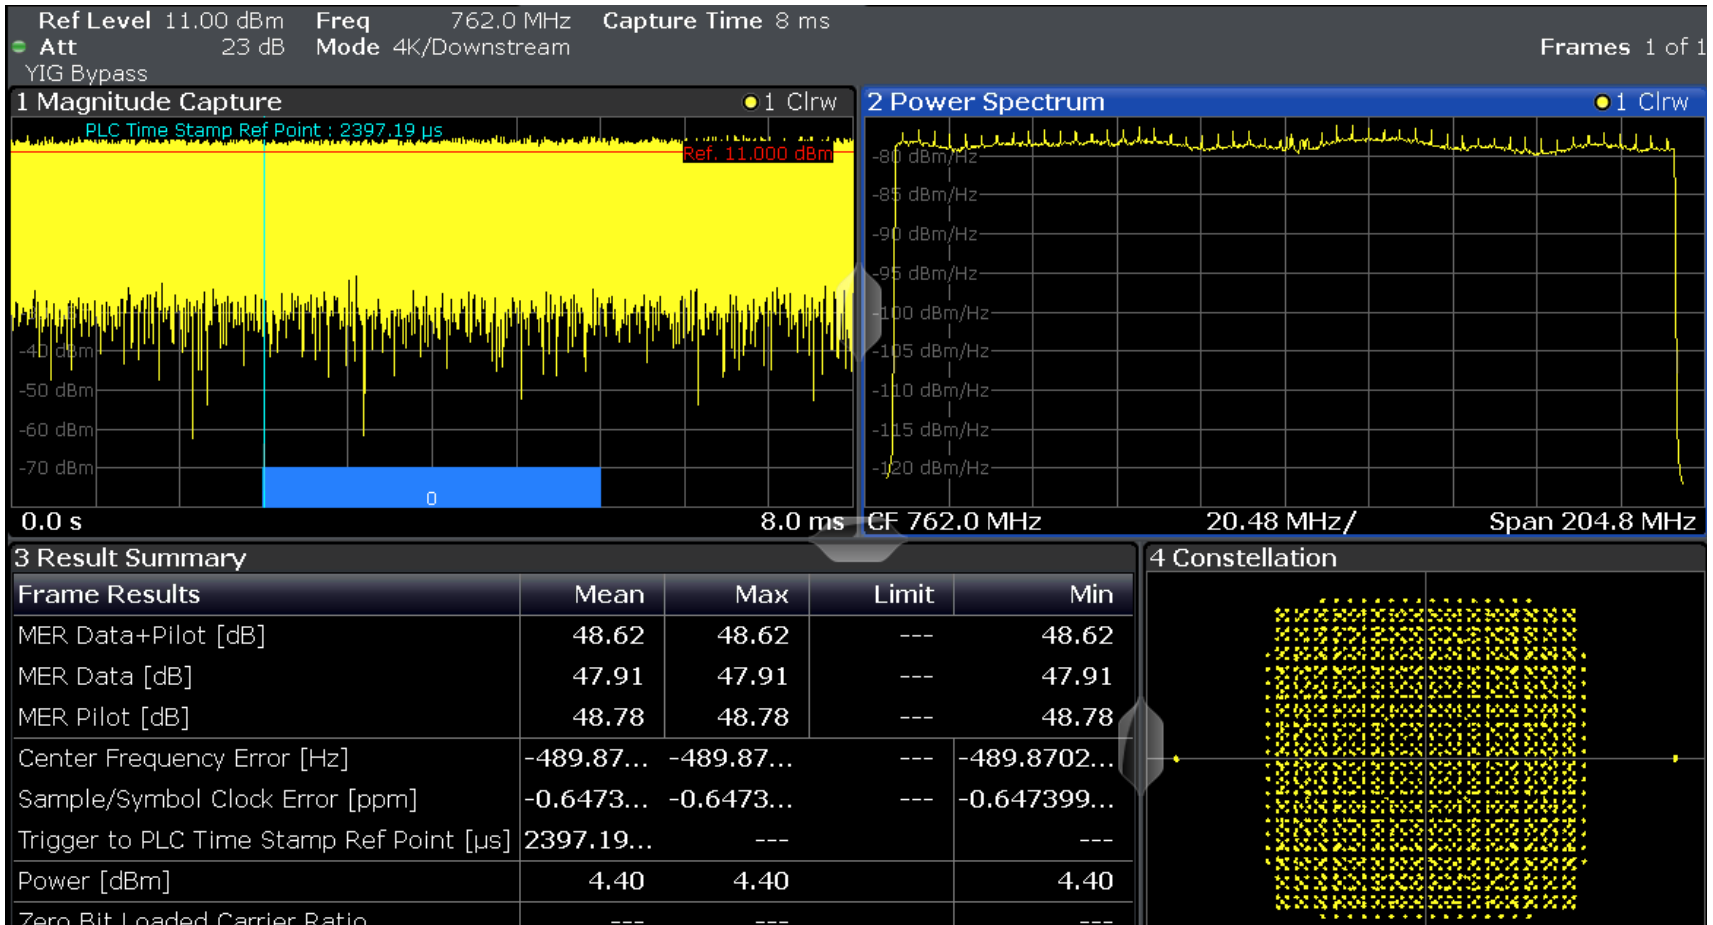 Ref Level 11.00 dBm Freq 762.0 MHz Capture Time 8 ms
Att 23 dB Mode 4K/Downstream Frames 1 of 1
YIG Bypass
1 Magnitude Capture 1 Clrw
PLC Time Stamp Ref Point : 2397.19 µs
Ref. 11.000 dBm
-40 dBm
-50 dBm
-60 dBm
-70 dBm
0
0.0 s 8.0 ms
2 Power Spectrum 1 Clrw
-80 dBm/Hz
-85 dBm/Hz
-90 dBm/Hz
-95 dBm/Hz
-100 dBm/Hz
-105 dBm/Hz
-110 dBm/Hz
-115 dBm/Hz
-120 dBm/Hz
CF 762.0 MHz 20.48 MHz/ Span 204.8 MHz
3 Result Summary
Frame Results Mean Max Limit Min
MER Data+Pilot [dB] 48.62 48.62 --- 48.62
MER Data [dB] 47.91 47.91 --- 47.91
MER Pilot [dB] 48.78 48.78 --- 48.78
Center Frequency Error [Hz] -489.87... -489.87... --- -489.8702...
Sample/Symbol Clock Error [ppm] -0.6473... -0.6473... --- -0.647399...
Trigger to PLC Time Stamp Ref Point [µs] 2397.19... --- ---
Power [dBm] 4.40 4.40 4.40
Zero Bit Loaded Carrier Ratio --- --- ---
4 Constellation